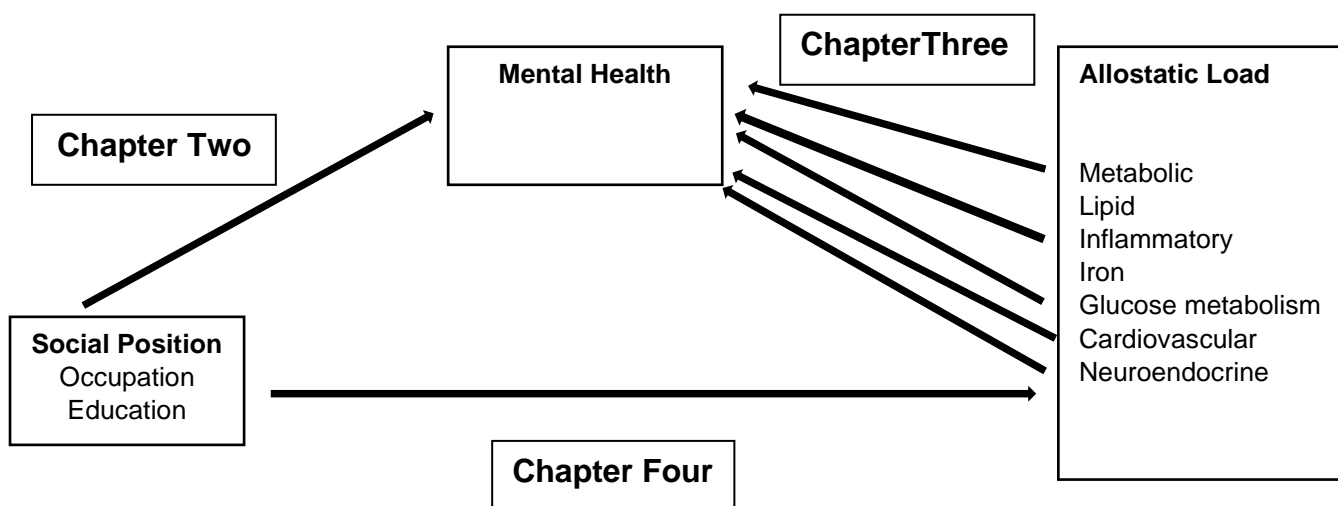 ChapterThree
Mental Health
Allostatic Load
Chapter Two
Metabolic
Lipid
Inflammatory
Iron
Glucose metabolism
Cardiovascular
Neuroendocrine
Social Position
Occupation
Education
Chapter Four